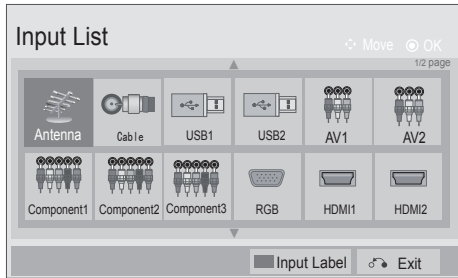 Input List
Move OK
1/2 page
Antenna Cable USB1 USB2 AV1 AV2
Component1 Component2 Component3 RGB HDMI1 HDMI2
Input Label Exit